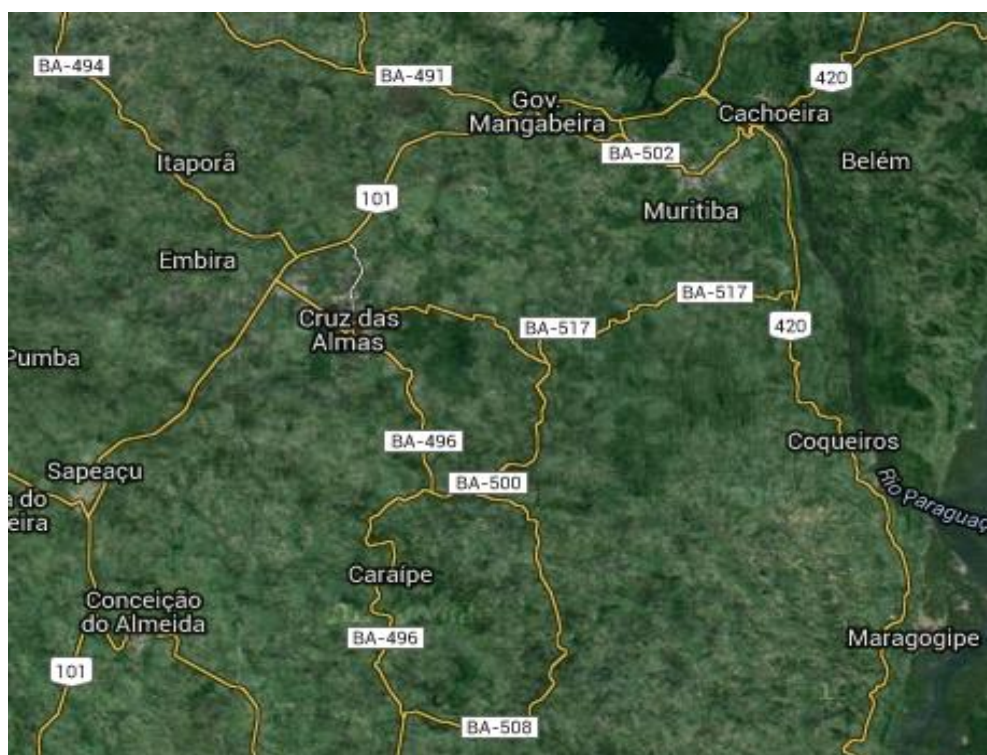 BA-494
BA-491
420
Gov.
Mangabeira
Cachoeira
BA-502
Itaporã
Belém
101
Muritiba
Embira
BA-517
Cruz das
Almas
BA-517
420
Pumba
BA-496
Coqueiros
Sapeaçu
BA-500
a do
eira
Rio Paraguaç
Caraípe
Conceição
do Almeida
BA-496
Maragogipe
101
BA-508